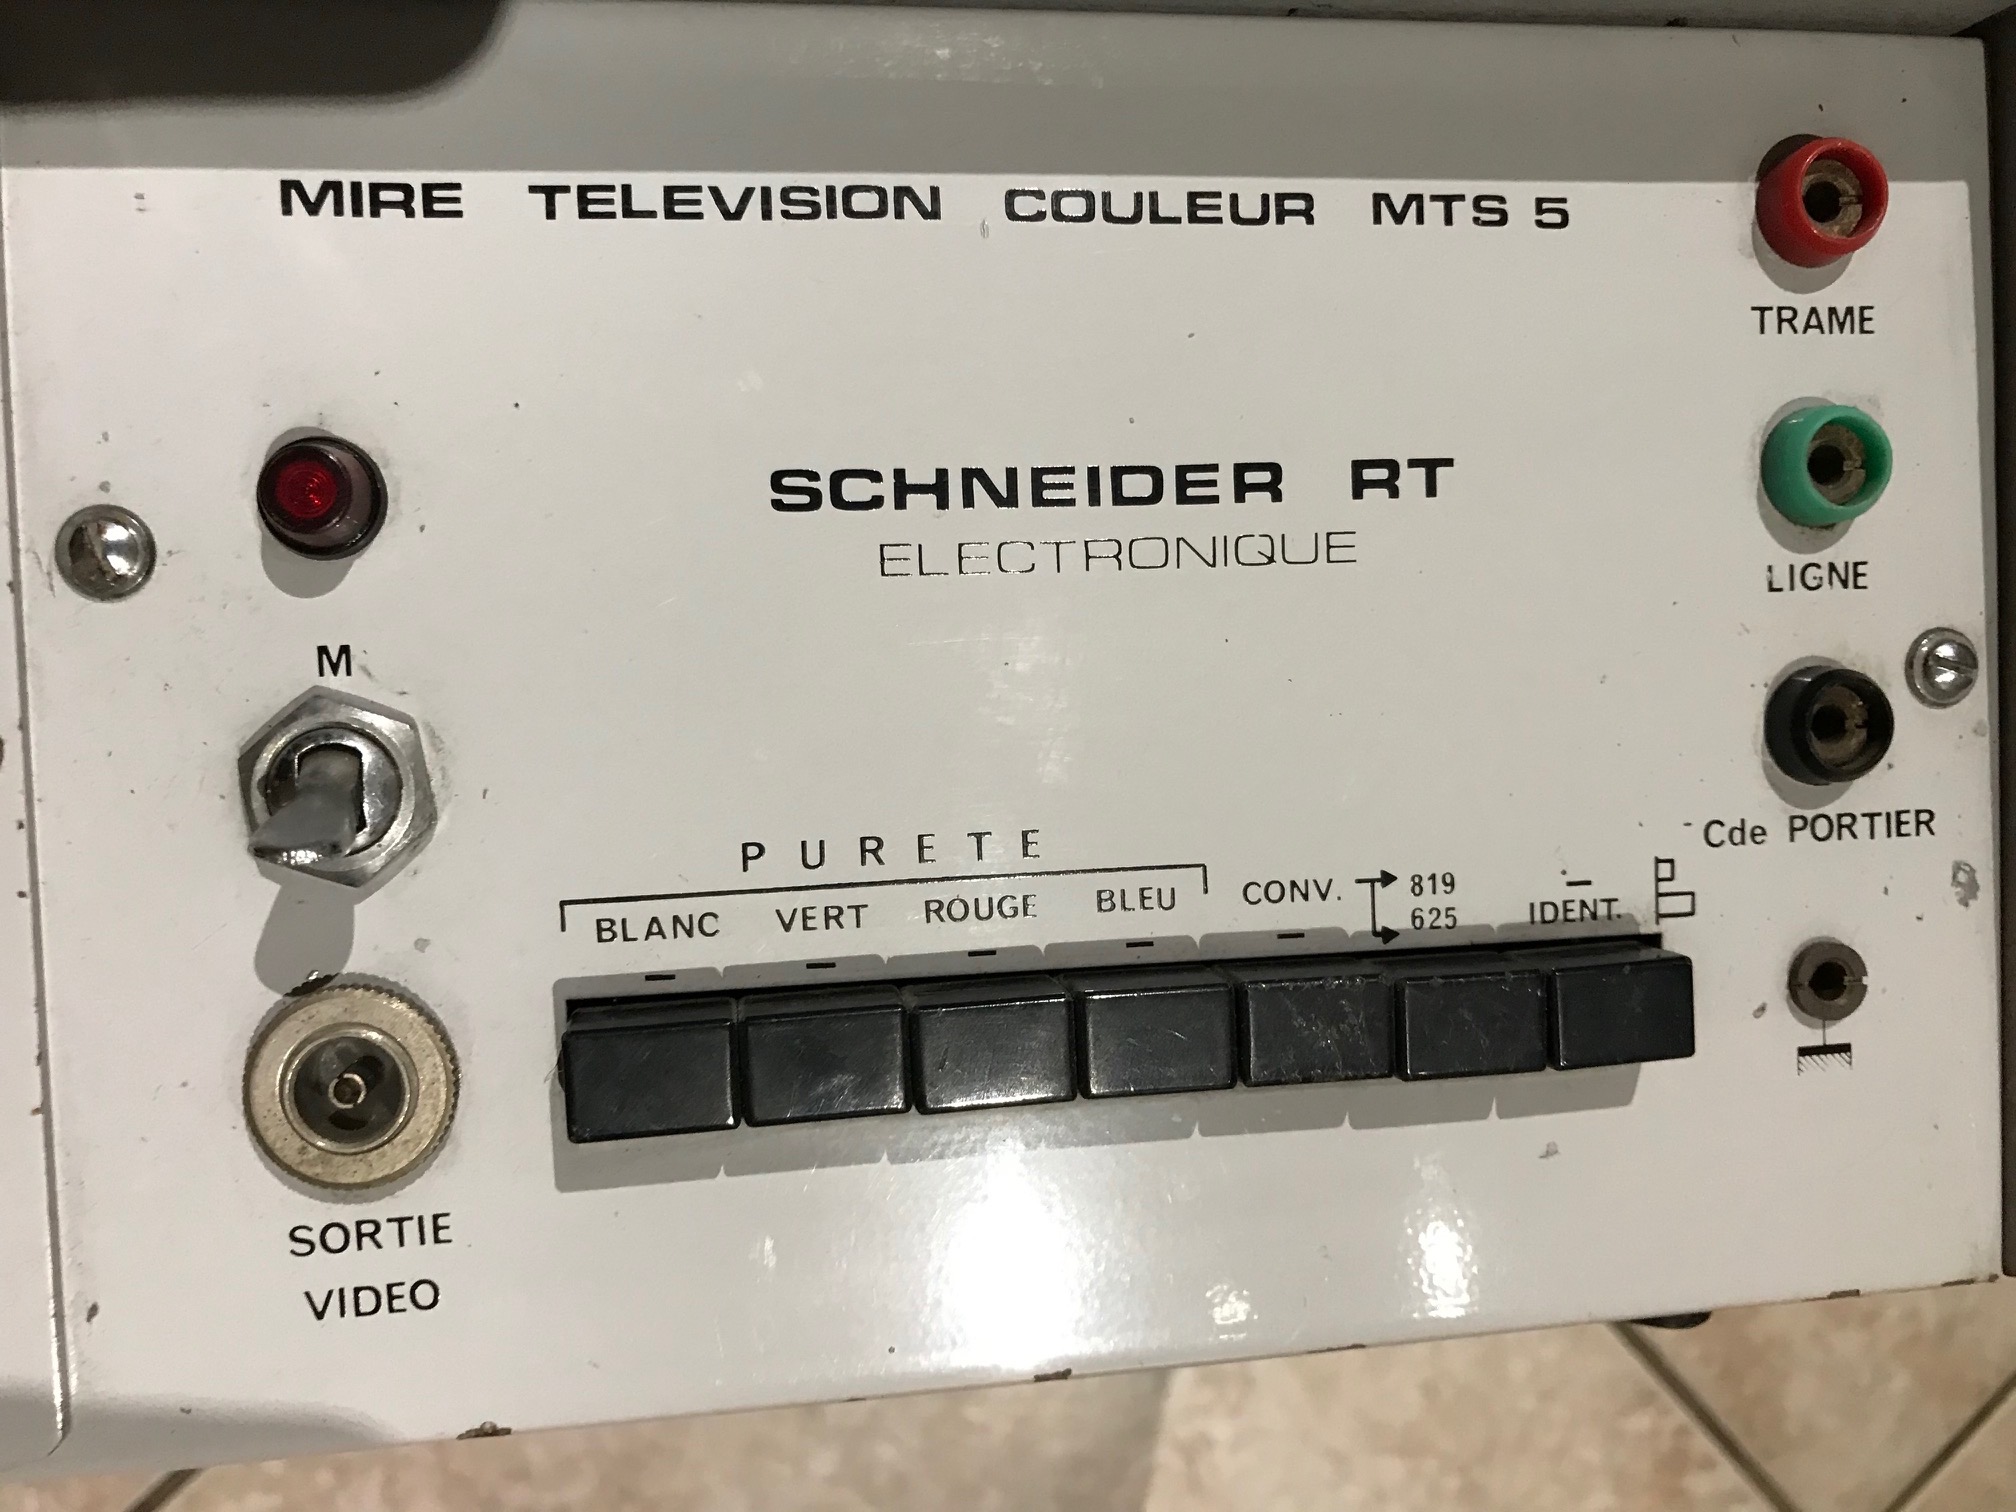 MIRE TELEVISION COULEUR MTS 5
TRAME
SCHNEIDER RT
ELECTRONIQUE
LIGNE
M
Cde PORTIER
PURETE
BLANC VERT ROUGE BLEU CONV. 819
625 IDENT.
SORTIE
VIDEO